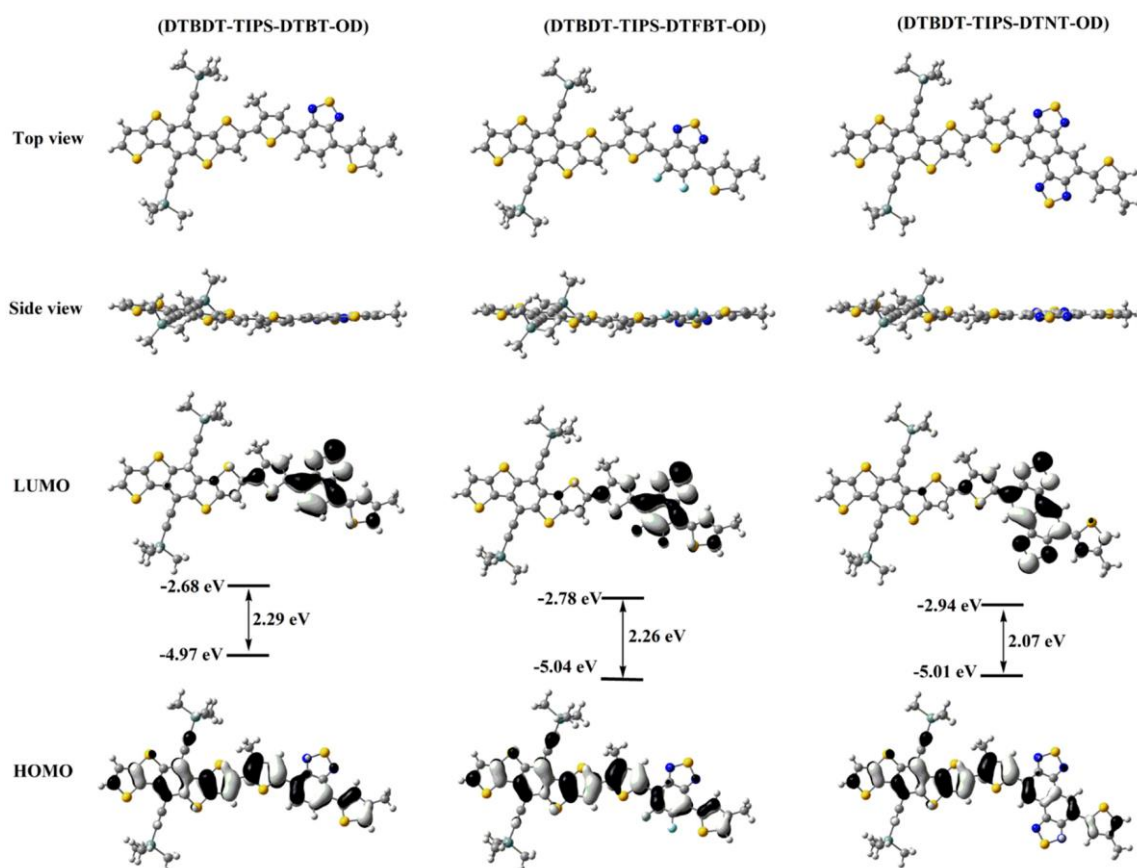 (DTBDT-TIPS-DTBT-OD) (DTBDT-TIPS-DTFBT-OD) (DTBDT-TIPS-DTNT-OD)
Top view
Side view
LUMO
-2.68 eV -2.78 eV -2.94 eV
2.29 eV 2.26 eV 2.07 eV
-4.97 eV -5.04 eV -5.01 eV
HOMO